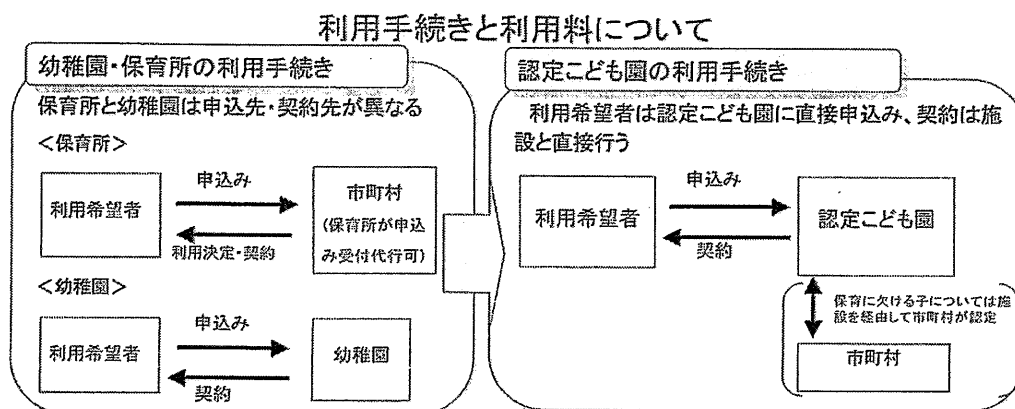 利用手続きと利用料について
幼稚園・保育所の利用手続き
保育所と幼稚園は申込先・契約先が異なる
<保育所>
利用希望者
申込み
利用決定・契約
市町村
(保育所が申込
み受付代行可)
<幼稚園>
利用希望者
申込み
契約
幼稚園
認定こども園の利用手続き
利用希望者は認定こども園に直接申込み、契約は施
設と直接行う
利用希望者
申込み
契約
認定こども園
保育に欠ける子については施
設を経由して市町村が認定
市町村